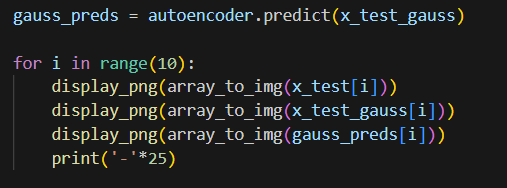 gauss_preds = autoencoder.predict(x_test_gauss)

for i in range(10):
    display_png(array_to_img(x_test[i]))
    display_png(array_to_img(x_test_gauss[i]))
    display_png(array_to_img(gauss_preds[i]))
    print('-'*25)